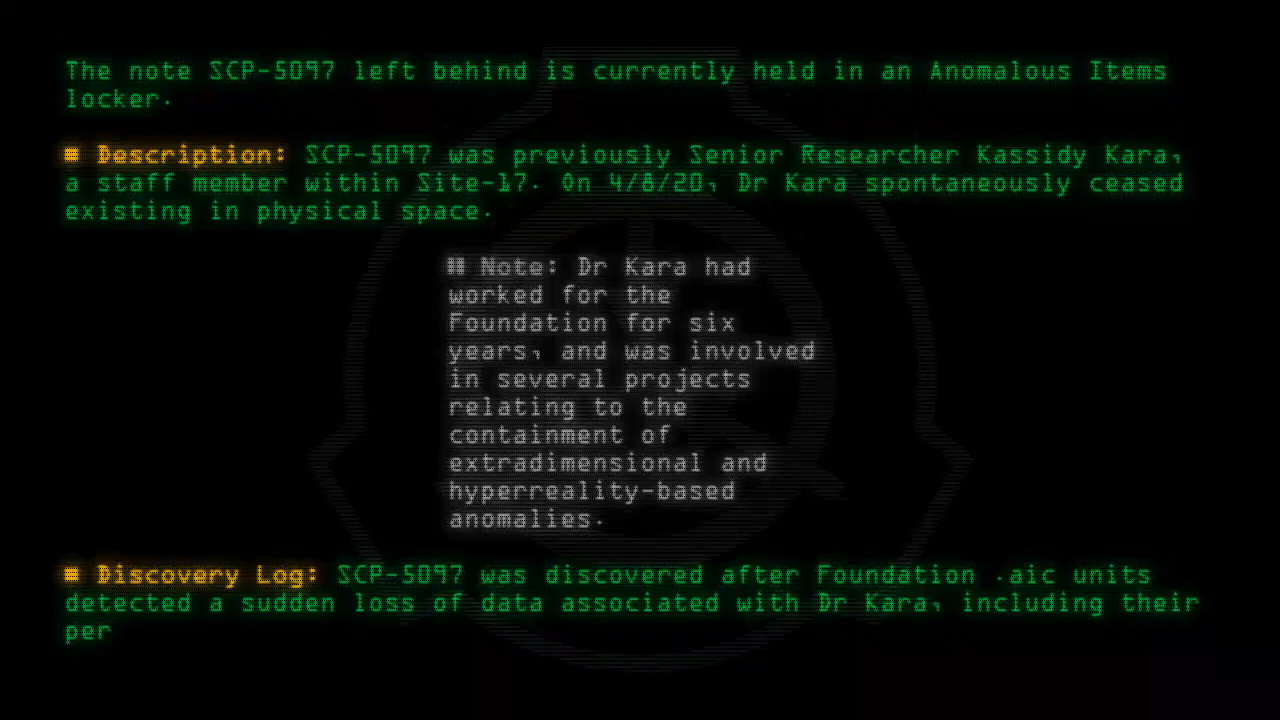 The note SCP-5097 left behind is currently held in an Anomalous Items
locker.
■ Description: SCP-5097 was previously Senior Researcher Kassidy Kara,
a staff member within Site-17. On 4/8/20, Dr Kara spontaneously ceased
existing in physical space.
■■ Note: Dr Kara had
worked for the
Foundation for six
years, and was involved
in several projects
relating to the
containment of
extradimensional and
hyperreality-based
anomalies.
■ Discovery Log: SCP-5097 was discovered after Foundation .aic units
detected a sudden loss of data associated with Dr Kara, including their
per